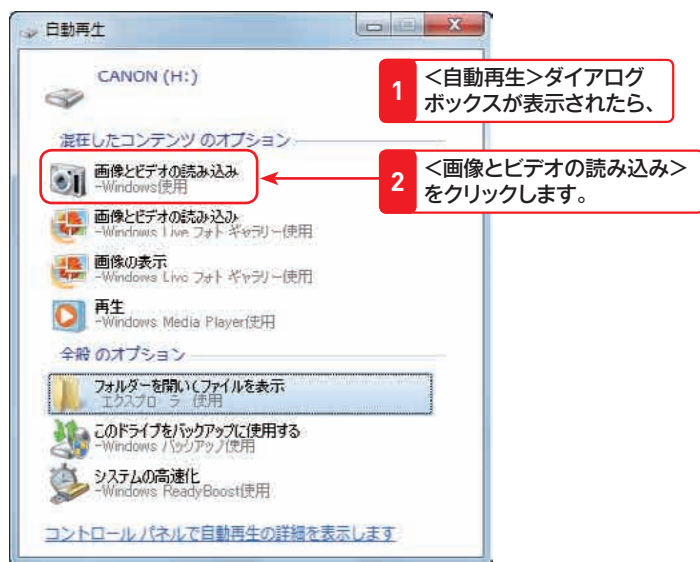 自動再生
CANON (H:)
1
<自動再生>ダイアログ
ボックスが表示されたら、
混在したコンテンツ のオプション
画像とビデオの読み込み
-Windows使用
2
<画像とビデオの読み込み>
をクリックします。
画像とビデオの読み込み
-Windows Live フォト ギャラリー使用
画像の表示
-Windows Live フォト ギャラリー使用
再生
-Windows Media Player使用
全般 のオプション
フォルダーを開いてファイルを表示
エクスプローラー使用
このドライブをバックアップに使用する
-Windows バックアップ使用
システムの高速化
-Windows ReadyBoost使用
コントロール パネルで自動再生の詳細を表示します